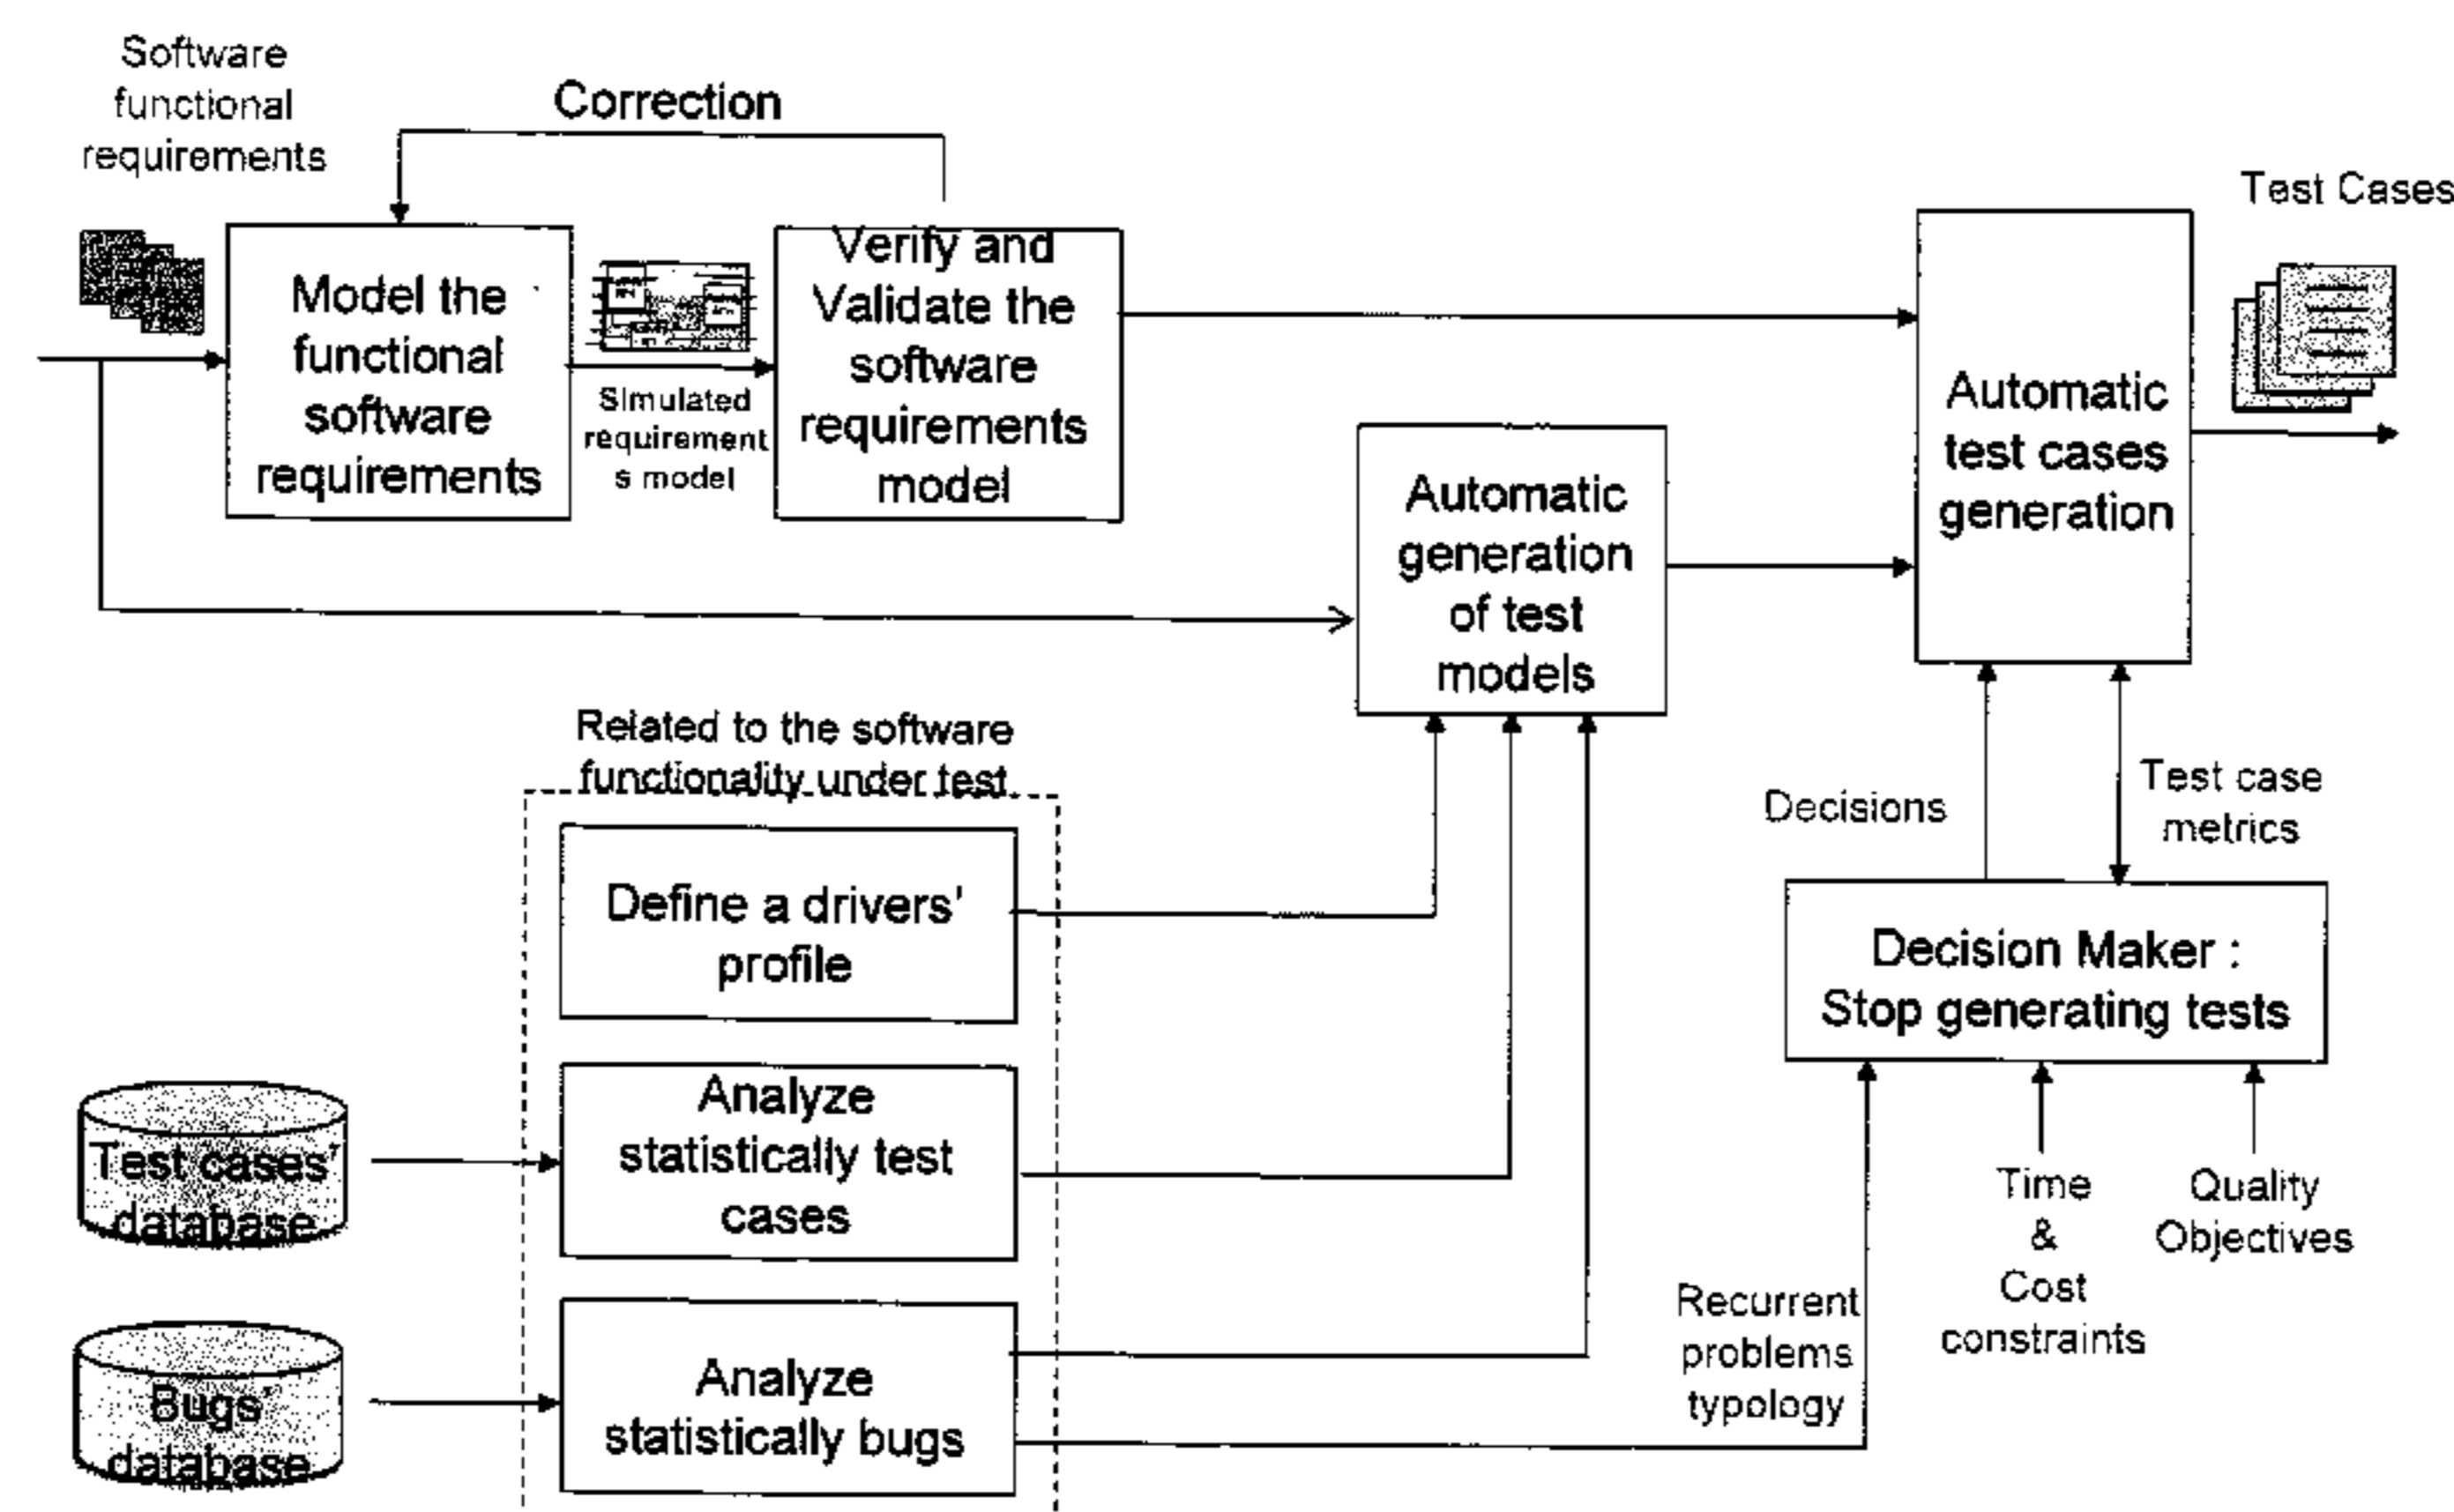 Software
functional
requirements
Correction
Model the
functional
software
requirements
Simulated
requirement
s model
Verify and
Validate the
software
requirements
model
Automatic
generation
of test
models
Automatic
test cases
generation
Test Cases
Related to the software
functionality under test
Define a drivers'
profile
Analyze
statistically test
cases
Analyze
statistically bugs
Test cases'
database
Bugs'
database
Decisions
Test case
metrics
Decision Maker :
Stop generating tests
Recurrent
problems
typology
Time
&
Cost
constraints
Quality
Objectives